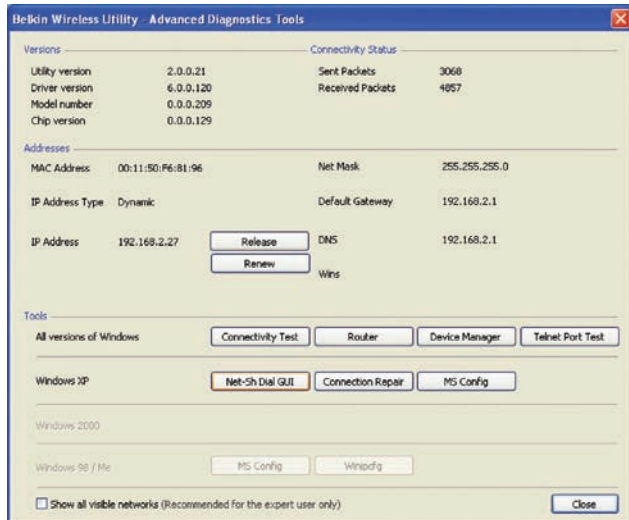 Belkin Wireless Utility - Advanced Diagnostics Tools
Versions
Utility version 2.0.0.21
Driver version 6.0.0.120
Model number 0.0.0.209
Chip version 0.0.0.129
Connectivity Status
Sent Packets 3068
Received Packets 4857
Addresses
MAC Address 00:11:50:F6:81:96
IP Address Type Dynamic
IP Address 192.168.2.27
Release
Renew
Net Mask 255.255.255.0
Default Gateway 192.168.2.1
DNS 192.168.2.1
Wins
Tools
All versions of Windows Connectivity Test Router Device Manager Telnet Port Test
Windows XP Net-Sh Dial GUI Connection Repair MS Config
Windows 2000
Windows 98 / Me MS Config Winipcfg
Show all visible networks (Recommended for the expert user only) Close